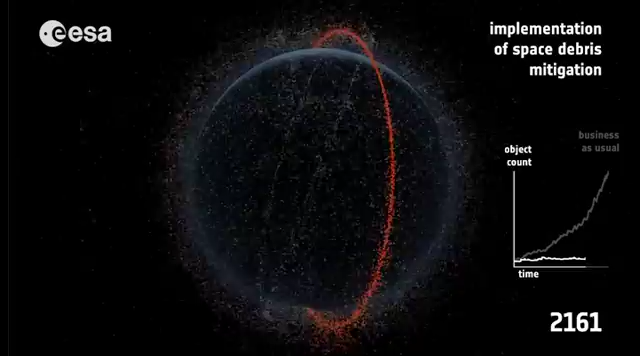 esa
implementation
of space debris
mitigation
business
as usual
object
count
time
2161